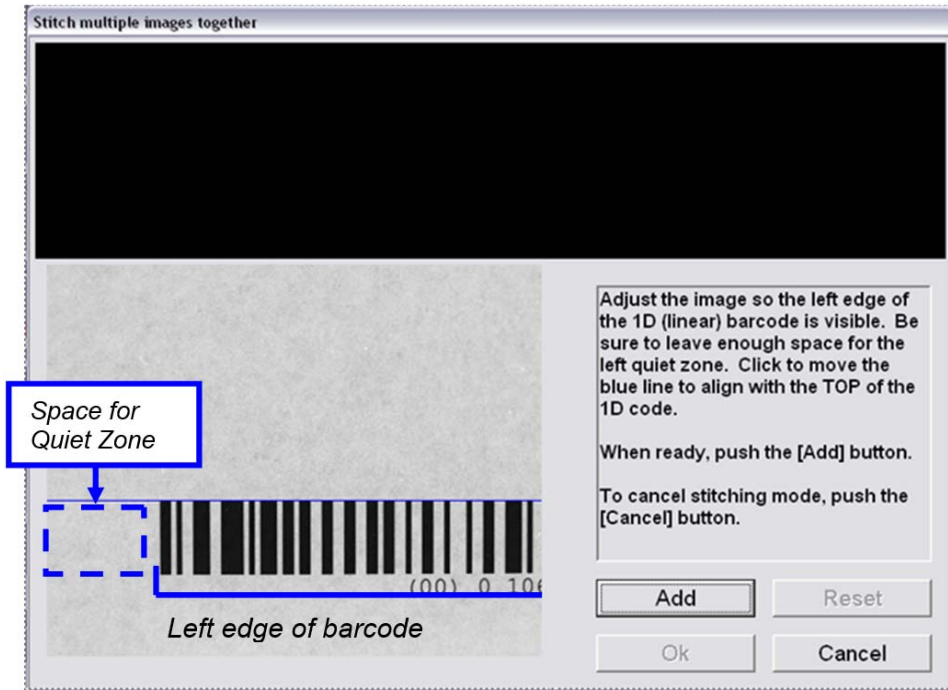 Stitch multiple images together
Adjust the image so the left edge of
the 1D (linear) barcode is visible. Be
sure to leave enough space for the
left quiet zone. Click to move the
blue line to align with the TOP of the
1D code.
When ready, push the [Add] button.
To cancel stitching mode, push the
[Cancel] button.
Space for
Quiet Zone
(00) 0 106
Left edge of barcode
Add
Reset
Ok
Cancel